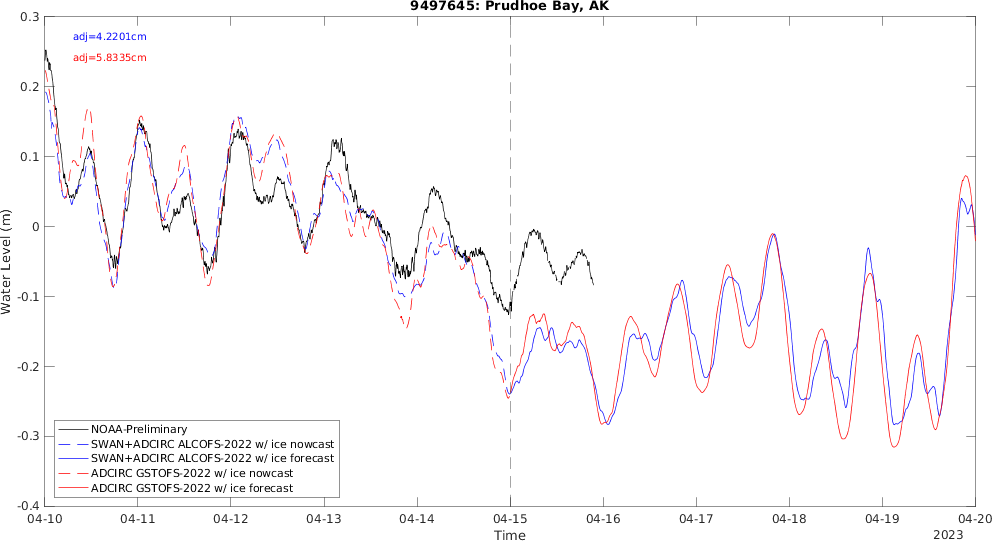 9497645: Prudhoe Bay, AK
0.3
0.2
0.1
0
-0.1
-0.2
-0.3
-0.4
Water Level (m)
adj=4.2201cm
adj=5.8335cm
NOAA-Preliminary
SWAN+ADCIRC ALCOFS-2022 w/ ice nowcast
SWAN+ADCIRC ALCOFS-2022 w/ ice forecast
ADCIRC GSTOFS-2022 w/ ice nowcast
ADCIRC GSTOFS-2022 w/ ice forecast
04-10 04-11 04-12 04-13 04-14 04-15 04-16 04-17 04-18 04-19 04-20
Time
2023